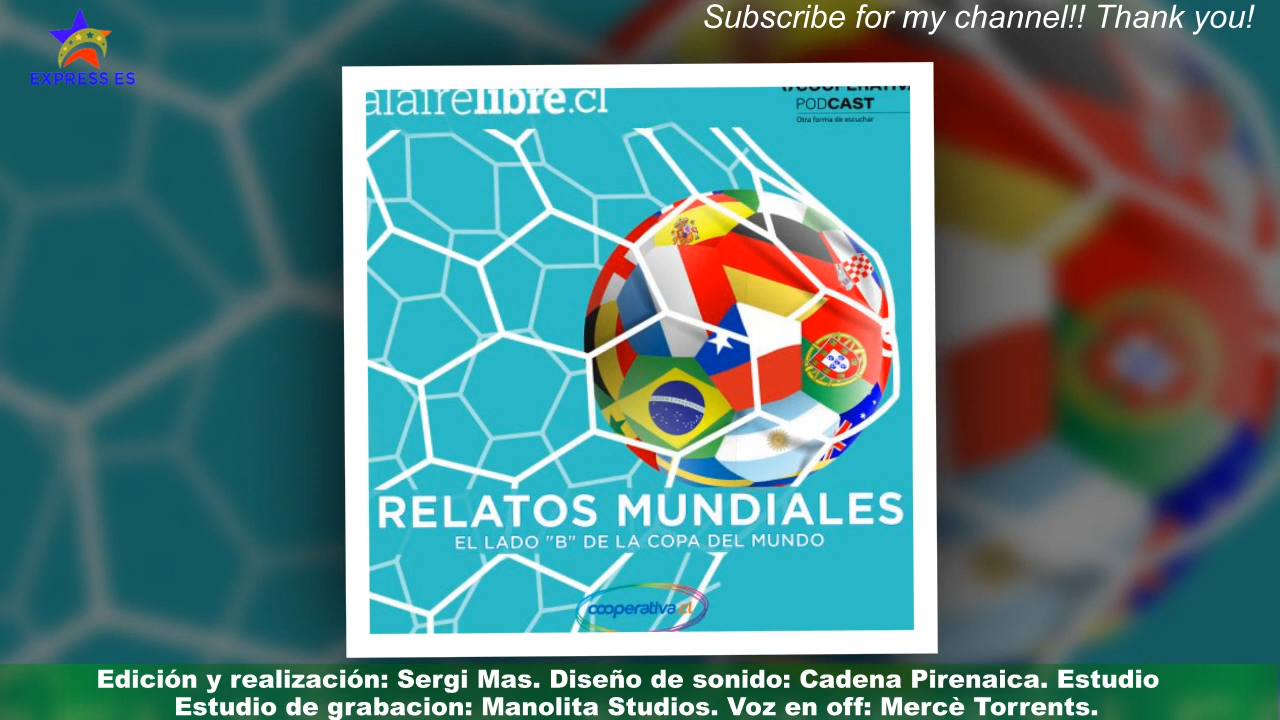 Subscribe for my channel!! Thank you!
EXPRESS ES
alairelibre.cl
COOPERATIVA
PODCAST
Otra forma de escuchar
RELATOS MUNDIALES
EL LADO "B" DE LA COPA DEL MUNDO
cooperativa.cl
Edición y realización: Sergi Mas. Diseño de sonido: Cadena Pirenaica. Estudio
Estudio de grabacion: Manolita Studios. Voz en off: Mercè Torrents.